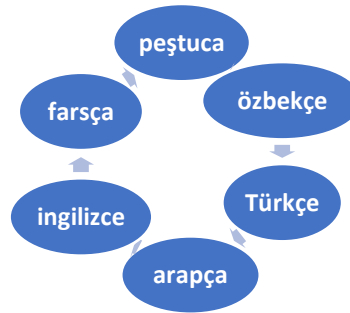 peştuca
özbekçe
Türkçe
arapça
ingilizce
farsça